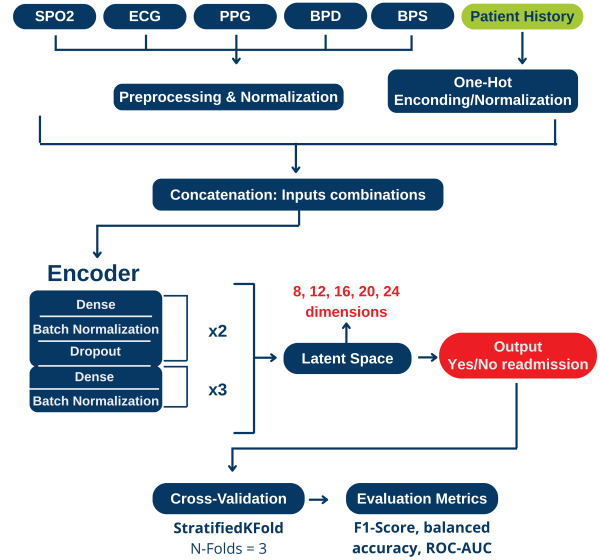 SPO2
ECG
PPG
BPD
BPS
Patient History
Preprocessing & Normalization
One-Hot
Enconding/Normalization
Concatenation: Inputs combinations
Encoder
Dense
Batch Normalization
Dropout
Dense
Batch Normalization
x2
x3
8, 12, 16, 20, 24
dimensions
Latent Space
Output
Yes/No readmission
Cross-Validation
StratifiedKFold
N-Folds = 3
Evaluation Metrics
F1-Score, balanced
accuracy, ROC-AUC